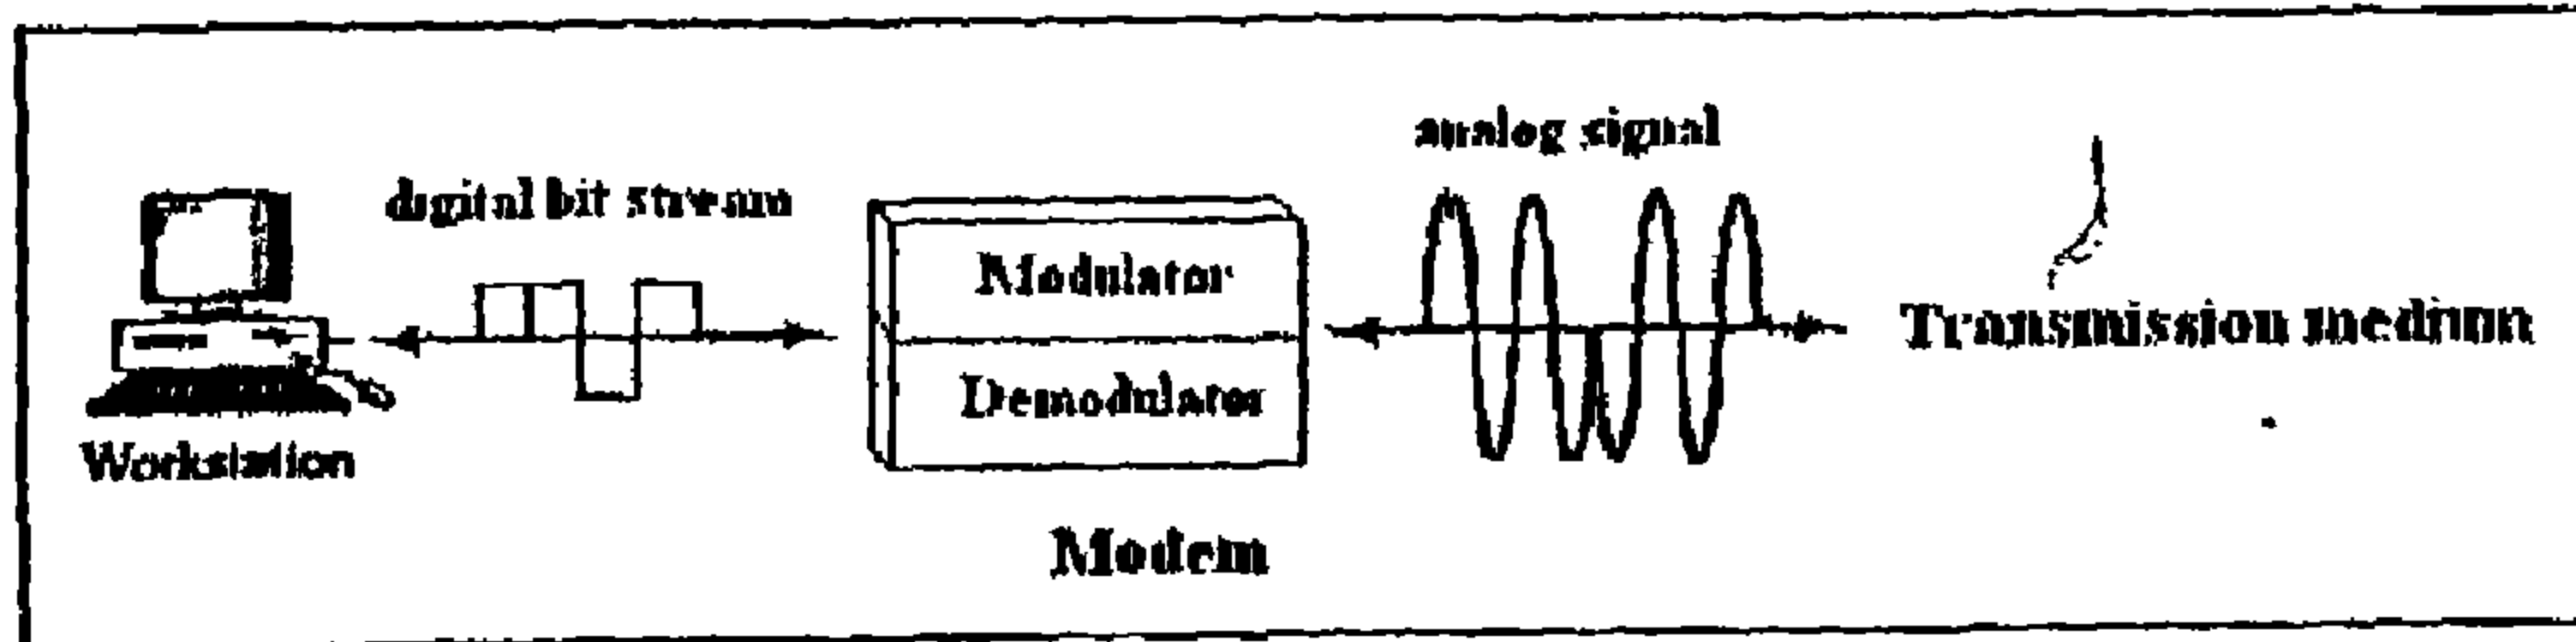 analog signal
digital bit stream
Modulator
Transmission medium
Demodulator
Workstation
Modem